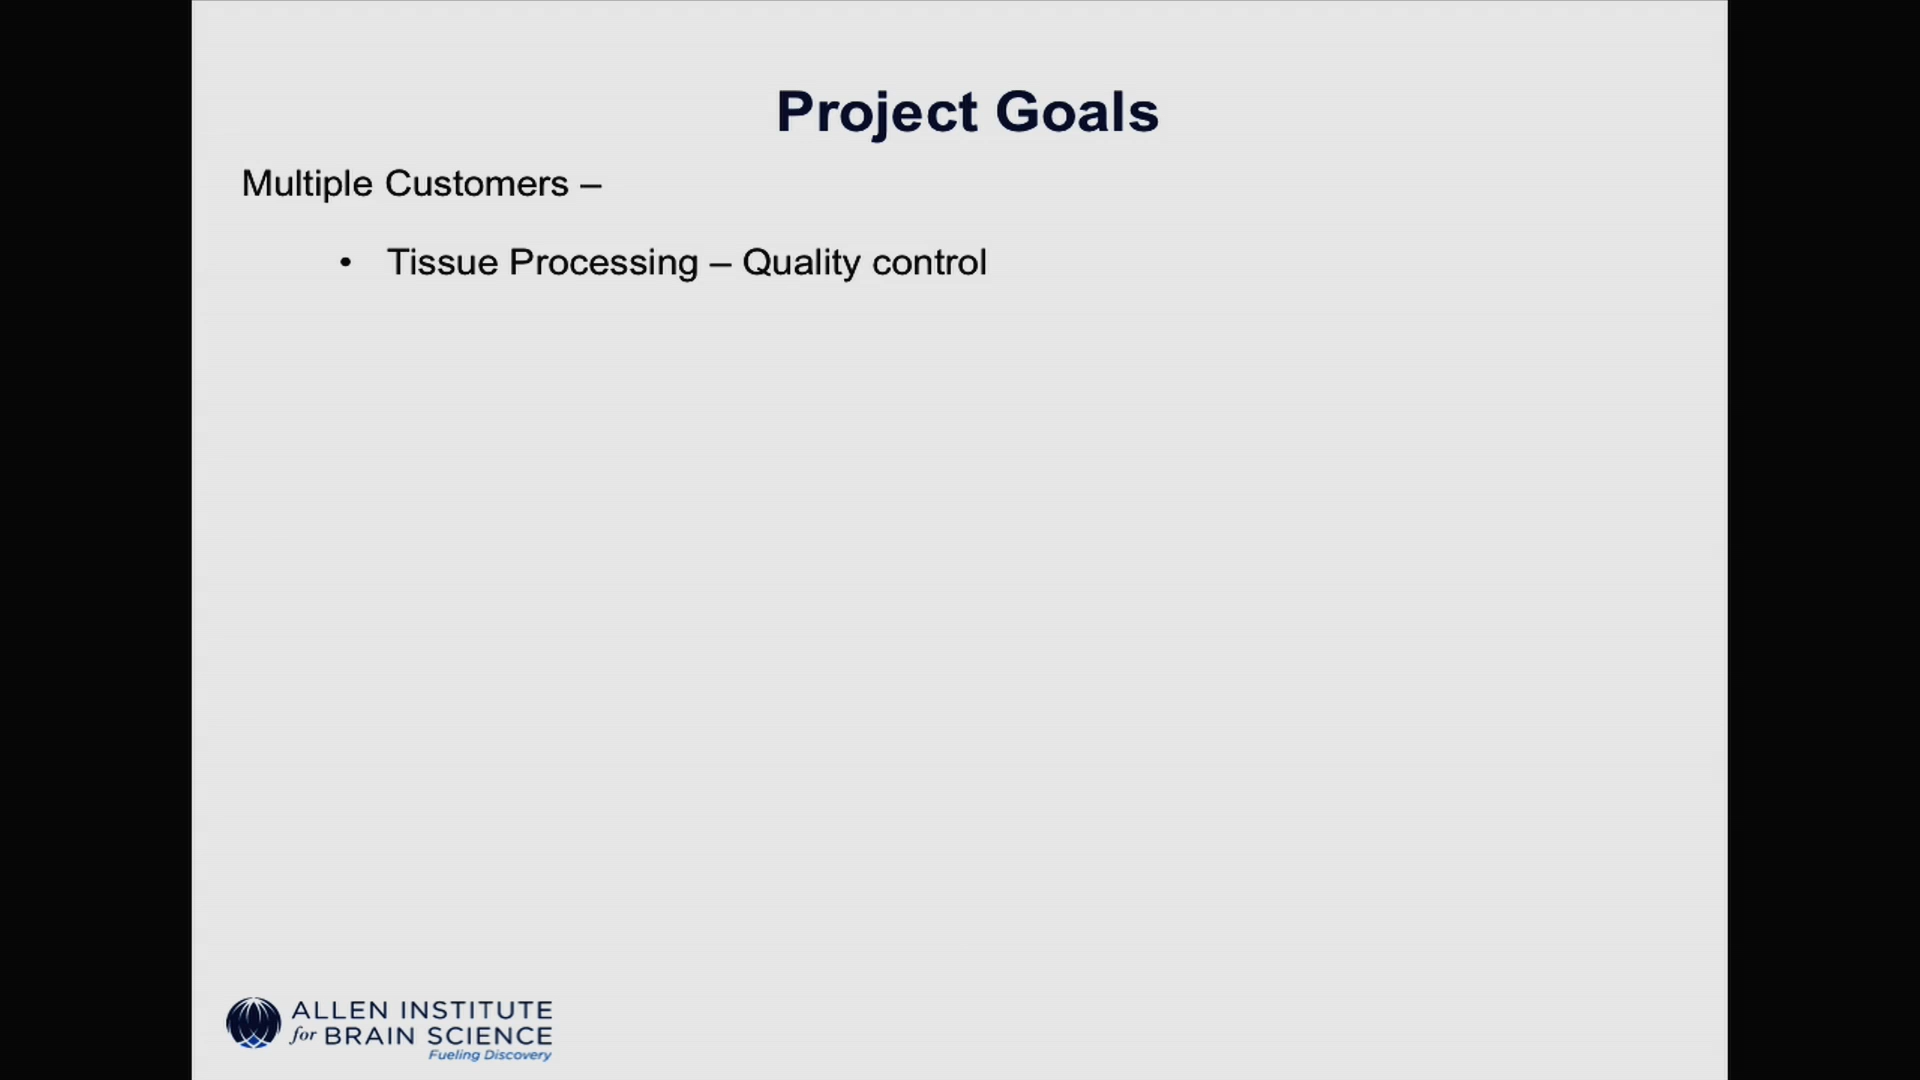 Project Goals
Multiple Customers –
• Tissue Processing – Quality control
ALLEN INSTITUTE
for BRAIN SCIENCE
Fueling Discovery